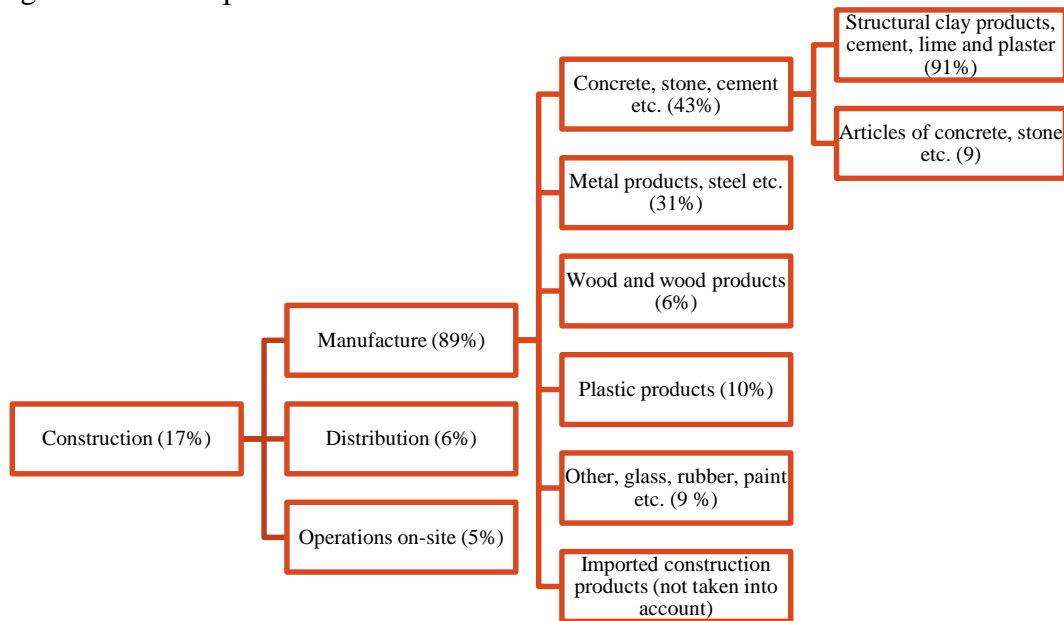 Structural clay products,
cement, lime and plaster
(91%)
Concrete, stone, cement
etc. (43%)
Articles of concrete, stone
etc. (9)
Metal products, steel etc.
(31%)
Wood and wood products
(6%)
Manufacture (89%)
Plastic products (10%)
Construction (17%)
Distribution (6%)
Other, glass, rubber, paint
etc. (9 %)
Operations on-site (5%)
Imported construction
products (not taken into
account)